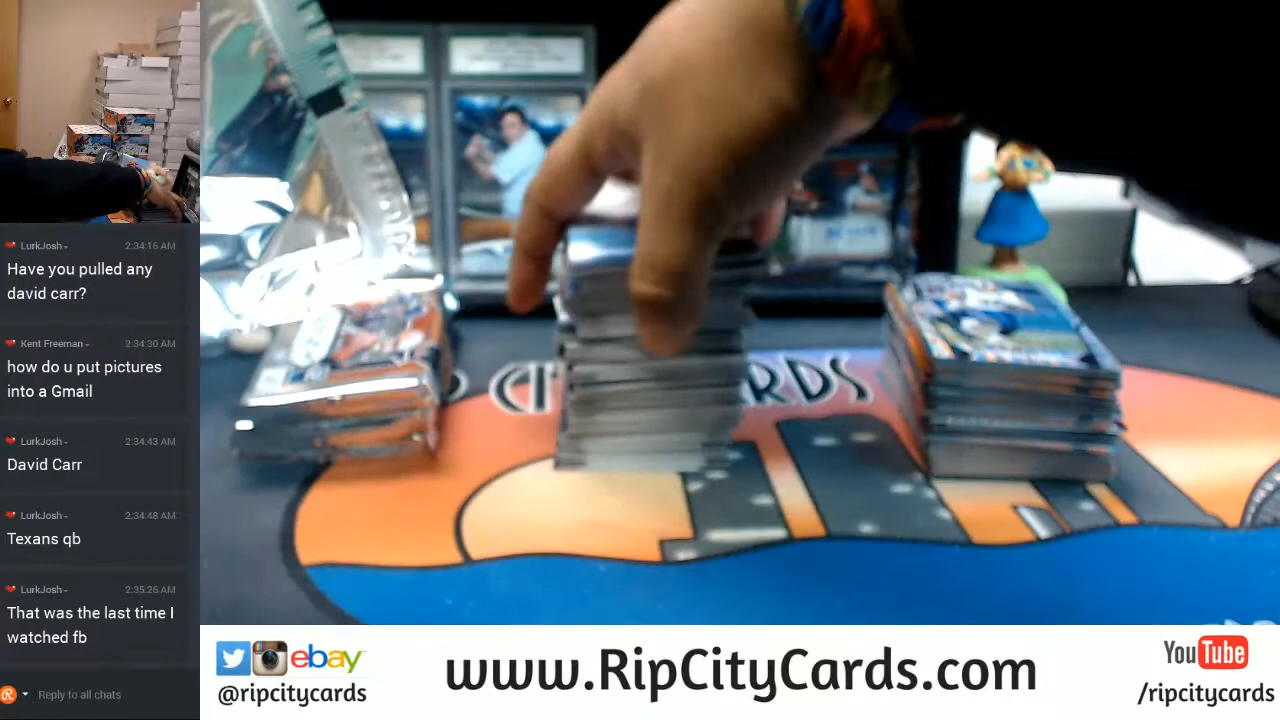 LurkJosh - 2:34:16 AM
Have you pulled any
david carr?
Kent Freeman - 2:34:30 AM
how do u put pictures
into a Gmail
LurkJosh - 2:34:43 AM
David Carr
LurkJosh - 2:34:48 AM
Texans qb
LurkJosh - 2:35:26 AM
That was the last time I
watched fb
Reply to all chats
CARDS
ebay
@ripcitycards
www.RipCityCards.com
YouTube
/ripcitycards